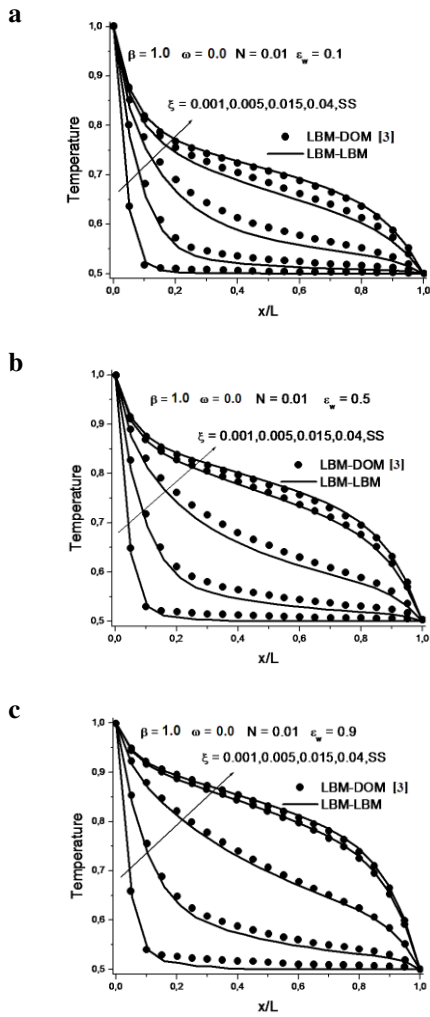 a
1,0
0,9
0,8
0,7
0,6
0,5
Temperature
β = 1.0 ω = 0.0 N = 0.01 ε_w = 0.1
ξ = 0.001,0.005,0.015,0.04,SS
LBM-DOM [3]
LBM-LBM
0,0 0,2 0,4 0,6 0,8 1,0
x/L
b
1,0
0,9
0,8
0,7
0,6
0,5
Temperature
β = 1.0 ω = 0.0 N = 0.01 ε_w = 0.5
ξ = 0.001,0.005,0.015,0.04,SS
LBM-DOM [3]
LBM-LBM
0,0 0,2 0,4 0,6 0,8 1,0
x/L
c
1,0
0,9
0,8
0,7
0,6
0,5
Temperature
β = 1.0 ω = 0.0 N = 0.01 ε_w = 0.9
ξ = 0.001,0.005,0.015,0.04,SS
LBM-DOM [3]
LBM-LBM
0,0 0,2 0,4 0,6 0,8 1,0
x/L